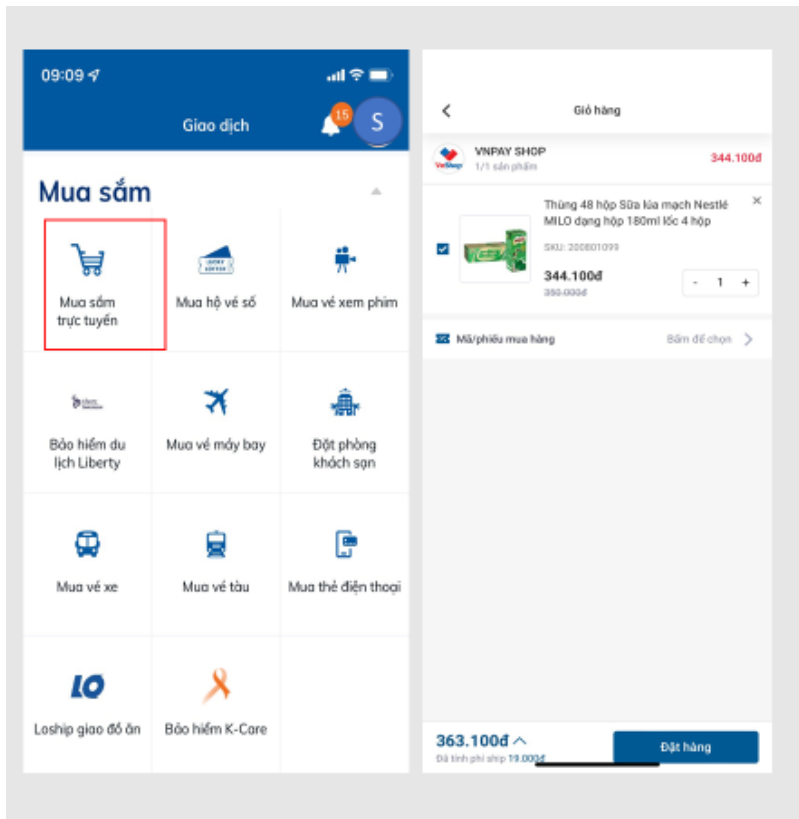 09:09
Giao dịch
15
S
Mua sắm
Mua sắm
trực tuyến
Mua hộ vé số
Mua vé xem phim
Bảo hiểm du
lịch Liberty
Mua vé máy bay
Đặt phòng
khách sạn
Mua vé xe
Mua vé tàu
Mua thẻ điện thoại
LO
Loship giao đồ ăn
Bảo hiểm K-Care
Giỏ hàng
VnShop
VNPAY SHOP
1/1 sản phẩm
344.100đ
Thùng 48 hộp Sữa lúa mạch Nestlé
MILO dạng hộp 180ml lốc 4 hộp
SKU: 200801099
344.100đ
350.000đ
- 1 +
Mã/phiếu mua hàng
Bấm để chọn
363.100đ
Đã tính phí ship 19.000đ
Đặt hàng